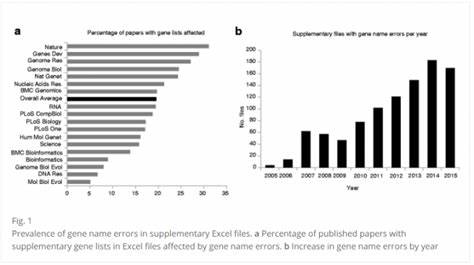 a
Percentage of papers with gene lists affected
Nature
Genes Dev
Genome Res
Genome Biol
Nat Genet
Nucleic Acids Res
BMC Genomics
Overall Average
RNA
PLoS CompBiol
PLoS Biology
PLoS One
Hum Mol Genet
Science
BMC Bioinformatics
Bioinformatics
Genome Biol Evol
DNA Res
Mol Biol Evol
0 5 10 15 20 25 30 35
b
Supplementary files with gene name errors per year
No. files
200
180
160
140
120
100
80
60
40
20
0
2005 2006 2007 2008 2009 2010 2011 2012 2013 2014 2015
Year
Fig. 1
Prevalence of gene name errors in supplementary Excel files. a Percentage of published papers with
supplementary gene lists in Excel files affected by gene name errors. b Increase in gene name errors by year